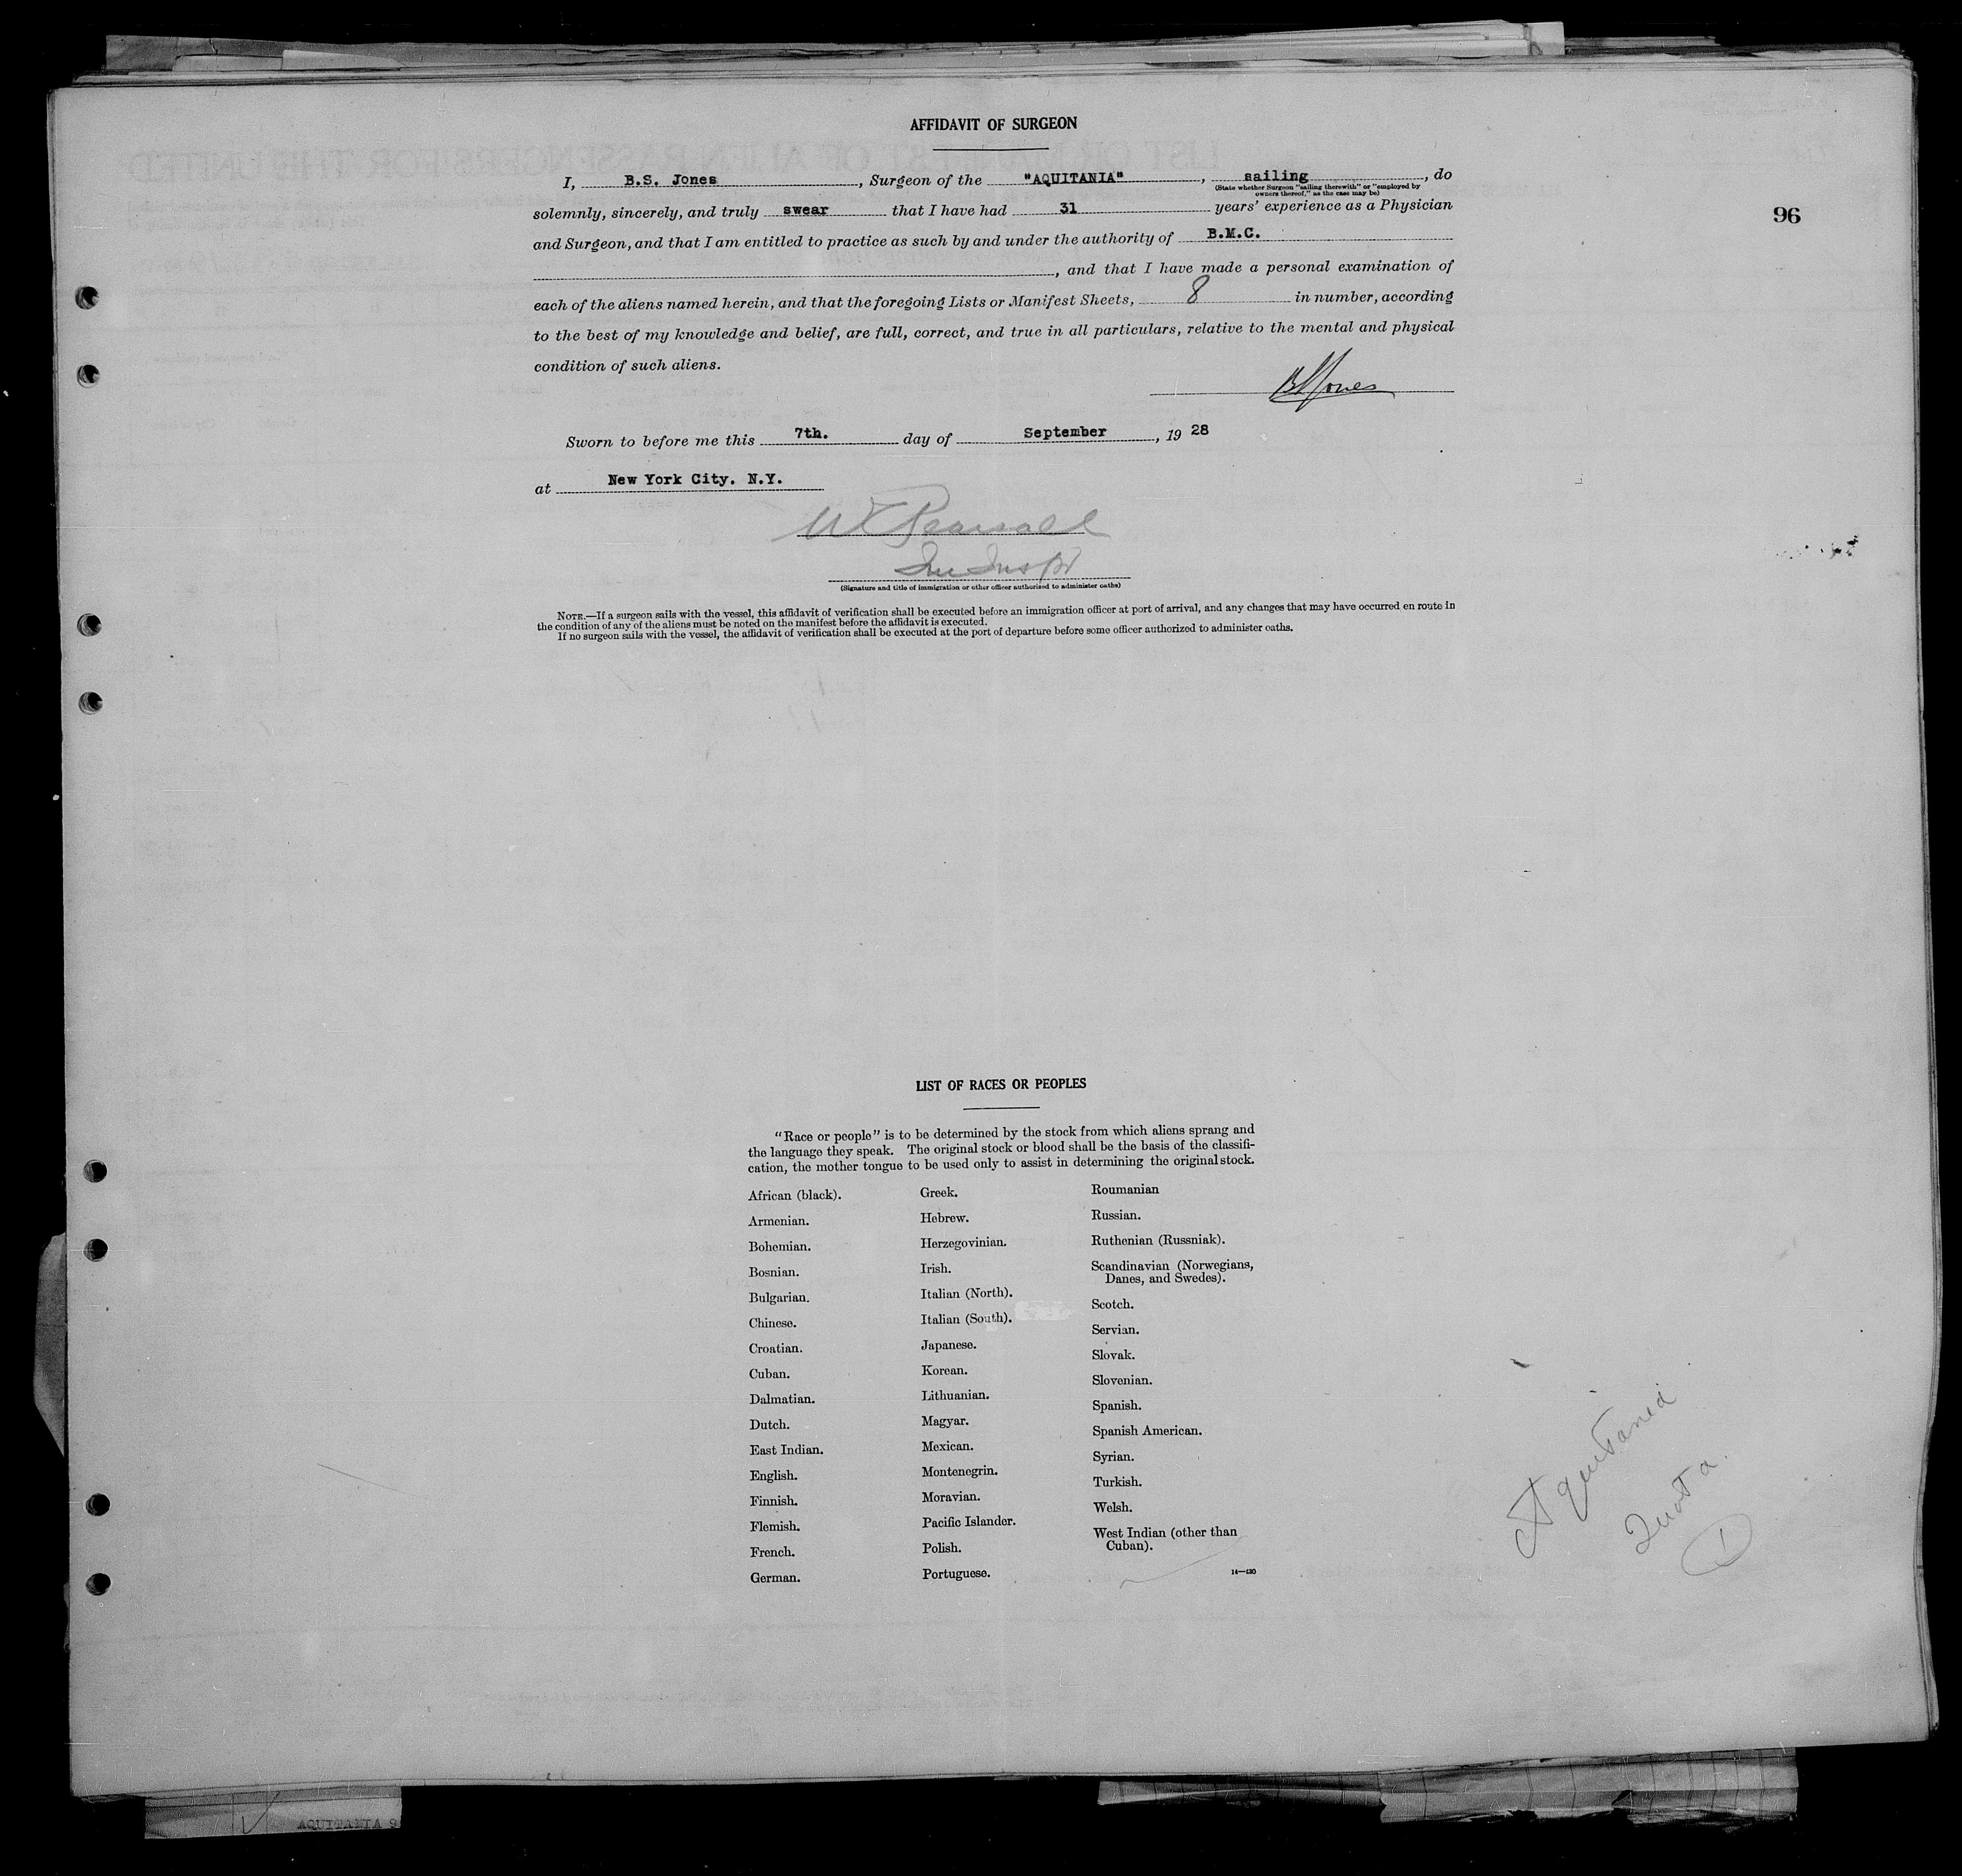 AFFIDAVIT OF SURGEON
I, B.S. Jones, Surgeon of the "AQUITANIA", sailing, do
(State whether Surgeon "sailing therewith" or "employed by
owners thereof," as the case may be)
solemnly, sincerely, and truly swear that I have had 31 years' experience as a Physician
96
and Surgeon, and that I am entitled to practice as such by and under the authority of B.M.C.
, and that I have made a personal examination of
each of the aliens named herein, and that the foregoing Lists or Manifest Sheets, 8 in number, according
to the best of my knowledge and belief, are full, correct, and true in all particulars, relative to the mental and physical
condition of such aliens.
BSJones
Sworn to before me this 7th. day of September, 19 28
at New York City. N.Y.
W Pearsall
Im Inspr
(Signature and title of immigration or other officer authorized to administer oaths)
NOTE.—If a surgeon sails with the vessel, this affidavit of verification shall be executed before an immigration officer at port of arrival, and any changes that may have occurred en route in
the condition of any of the aliens must be noted on the manifest before the affidavit is executed.
If no surgeon sails with the vessel, the affidavit of verification shall be executed at the port of departure before some officer authorized to administer oaths.
LIST OF RACES OR PEOPLES
"Race or people" is to be determined by the stock from which aliens sprang and
the language they speak. The original stock or blood shall be the basis of the classifi-
cation, the mother tongue to be used only to assist in determining the original stock.
African (black).
Armenian.
Bohemian.
Bosnian.
Bulgarian.
Chinese.
Croatian.
Cuban.
Dalmatian.
Dutch.
East Indian.
English.
Finnish.
Flemish.
French.
German.
Greek.
Hebrew.
Herzegovinian.
Irish.
Italian (North).
Italian (South).
Japanese.
Korean.
Lithuanian.
Magyar.
Mexican.
Montenegrin.
Moravian.
Pacific Islander.
Polish.
Portuguese.
Roumanian
Russian.
Ruthenian (Russniak).
Scandinavian (Norwegians,
Danes, and Swedes).
Scotch.
Servian.
Slovak.
Slovenian.
Spanish.
Spanish American.
Syrian.
Turkish.
Welsh.
West Indian (other than
Cuban).
14—430
Aquitania
Quota.
1
AQUITANIA 9